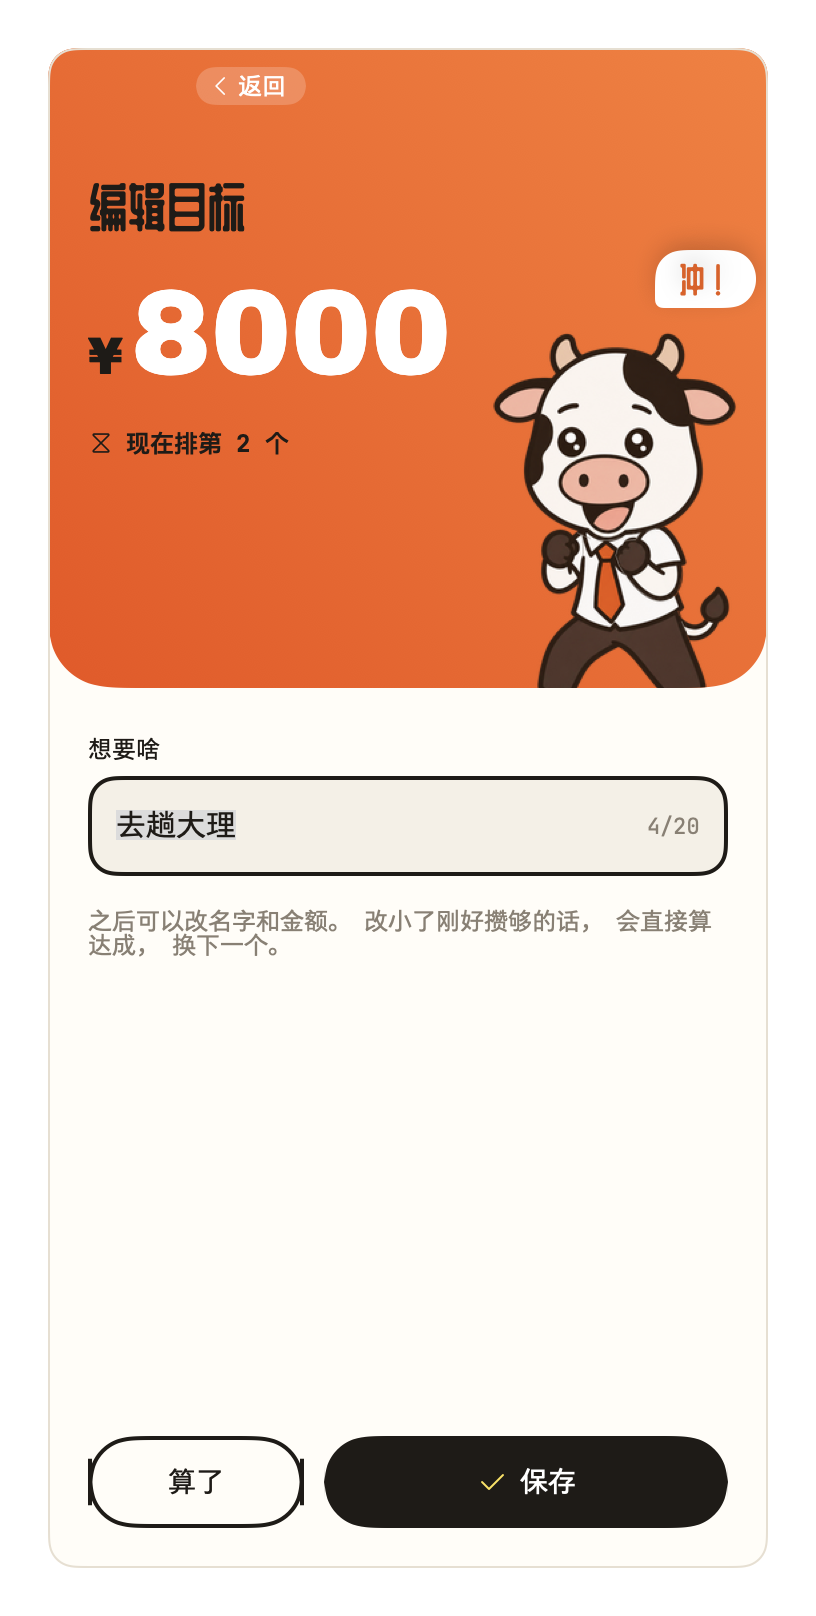 返回
编辑目标
冲！
¥8000
现在排第 2 个
想要啥
去趟大理
4/20
之后可以改名字和金额。 改小了刚好攒够的话， 会直接算
达成， 换下一个。
算了
保存